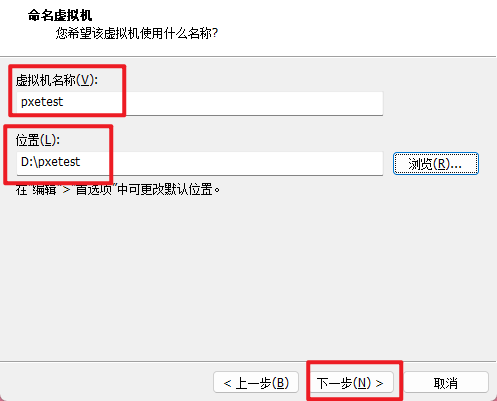 命名虚拟机
您希望该虚拟机使用什么名称?
虚拟机名称(V):
pxetest
位置(L):
D:\pxetest
浏览(R)...
在"编辑">"首选项"中可更改默认位置。
< 上一步(B)
下一步(N) >
取消